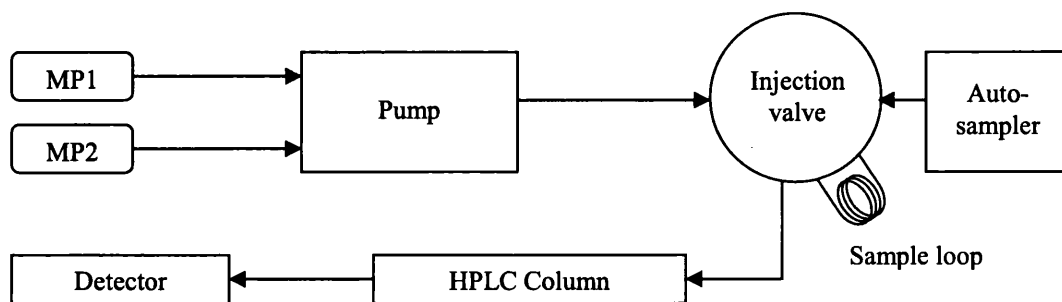 MP1
MP2
Pump
Injection
valve
Auto-
sampler
Sample loop
HPLC Column
Detector